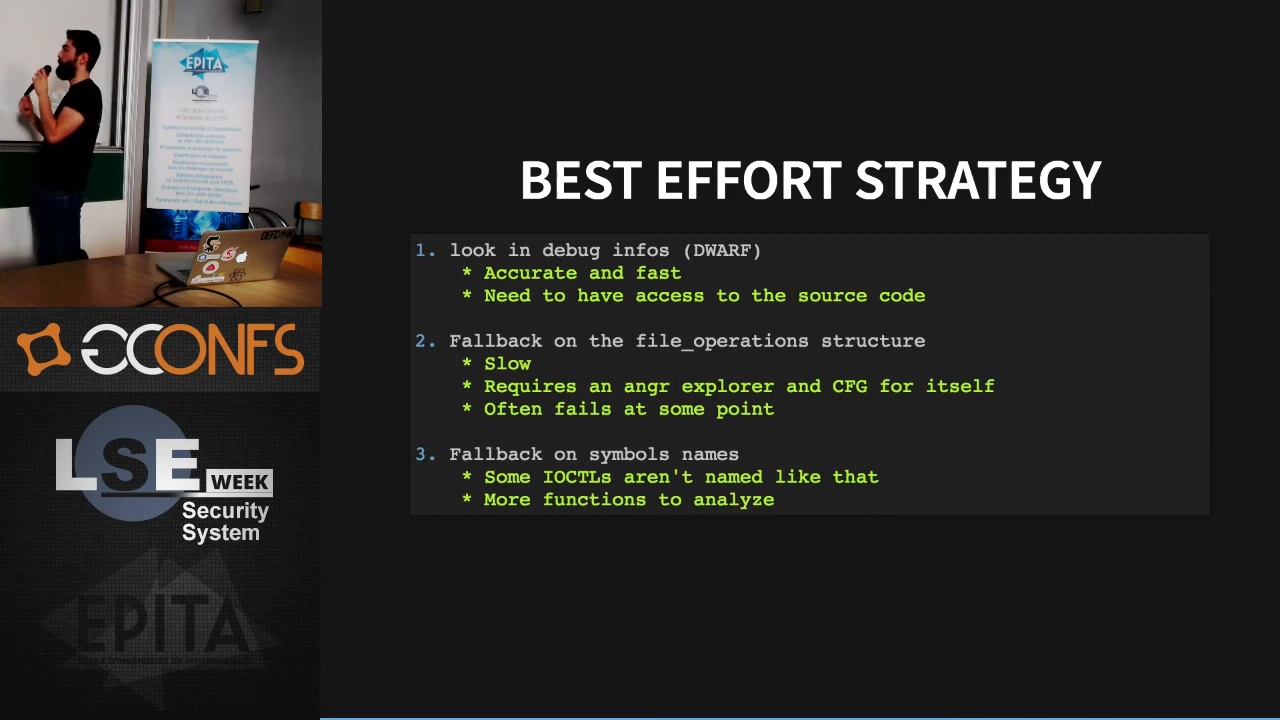 EPITA
BEST EFFORT STRATEGY
1. look in debug infos (DWARF)
* Accurate and fast
* Need to have access to the source code
2. Fallback on the file_operations structure
* Slow
* Requires an angr explorer and CFG for itself
* Often fails at some point
3. Fallback on symbols names
* Some IOCTLs aren't named like that
* More functions to analyze
GCONFS
LSE WEEK
Security
System
EPITA